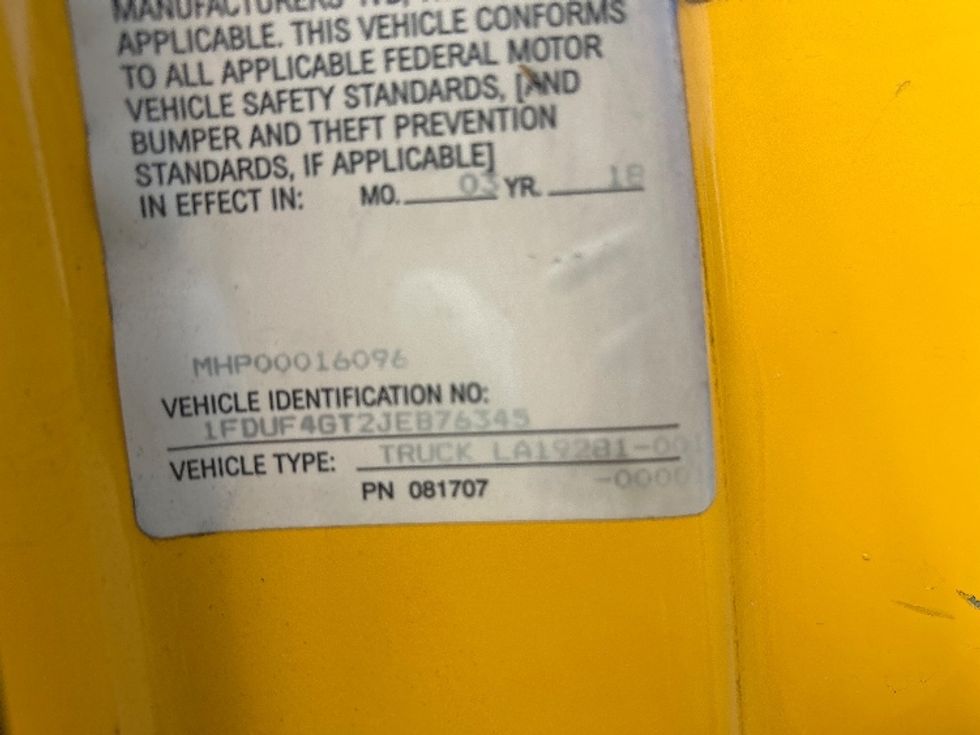 MANUFACTURERS
APPLICABLE. THIS VEHICLE CONFORMS
TO ALL APPLICABLE FEDERAL MOTOR
VEHICLE SAFETY STANDARDS, [AND
BUMPER AND THEFT PREVENTION
STANDARDS, IF APPLICABLE]
IN EFFECT IN: MO. 03 YR. 18
MHP00016096
VEHICLE IDENTIFICATION NO:
1FDUF4GT2JEB76345
VEHICLE TYPE: TRUCK
PN 081707